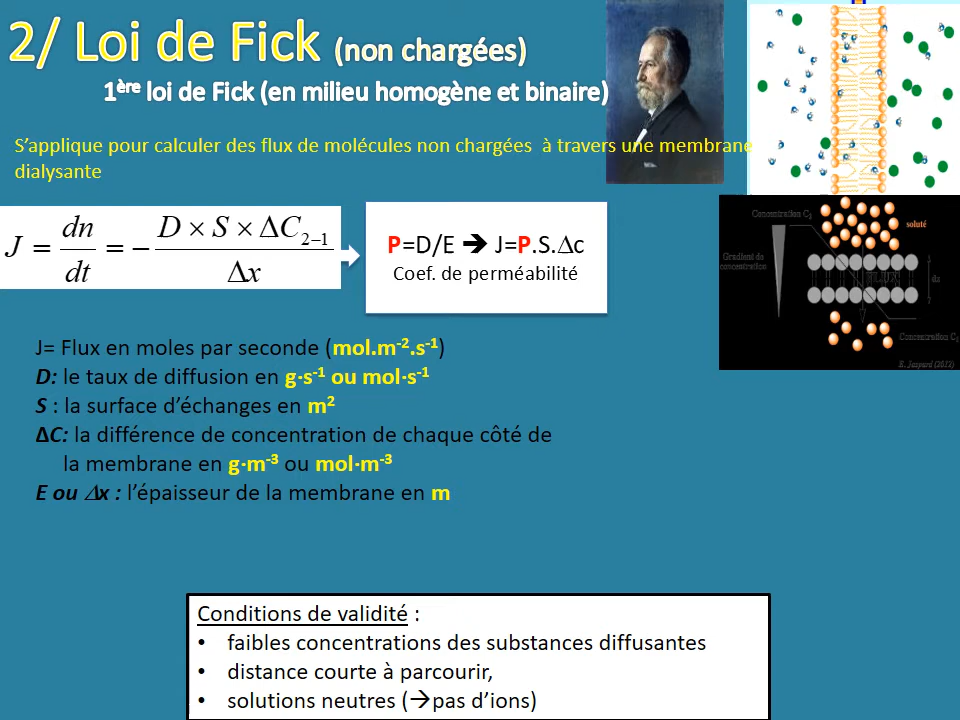 2/ Loi de Fick (non chargées)
1ère loi de Fick (en milieu homogène et binaire)
S’applique pour calculer des flux de molécules non chargées à travers une membrane
dialysante
J = dn/dt = − D × S × ΔC2−1 / Δx
P=D/E ➔ J=P.S.Δc
Coef. de perméabilité
Concentration C2
soluté
Gradient de
concentration
dx
Concentration C1
K. Jaspard (2022)
J= Flux en moles par seconde (mol.m-2.s-1)
D: le taux de diffusion en g·s-1 ou mol·s-1
S : la surface d’échanges en m2
ΔC: la différence de concentration de chaque côté de
la membrane en g·m-3 ou mol·m-3
E ou Δx : l’épaisseur de la membrane en m
Conditions de validité :
• faibles concentrations des substances diffusantes
• distance courte à parcourir,
• solutions neutres (→pas d’ions)